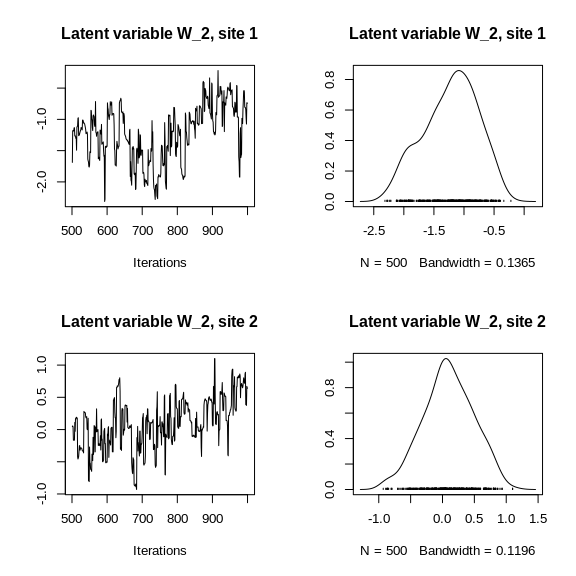 Latent variable W_2, site 1
-1.0
-2.0
500 600 700 800 900
Iterations
Latent variable W_2, site 1
0.8
0.6
0.4
0.2
0.0
-2.5 -1.5 -0.5
N = 500 Bandwidth = 0.1365
Latent variable W_2, site 2
1.0
0.5
0.0
-1.0
500 600 700 800 900
Iterations
Latent variable W_2, site 2
0.8
0.4
0.0
-1.0 0.0 0.5 1.0 1.5
N = 500 Bandwidth = 0.1196